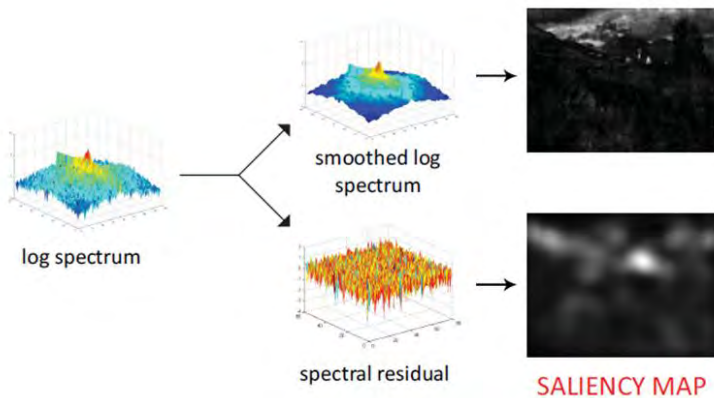 smoothed log
spectrum
log spectrum
spectral residual
SALIENCY MAP